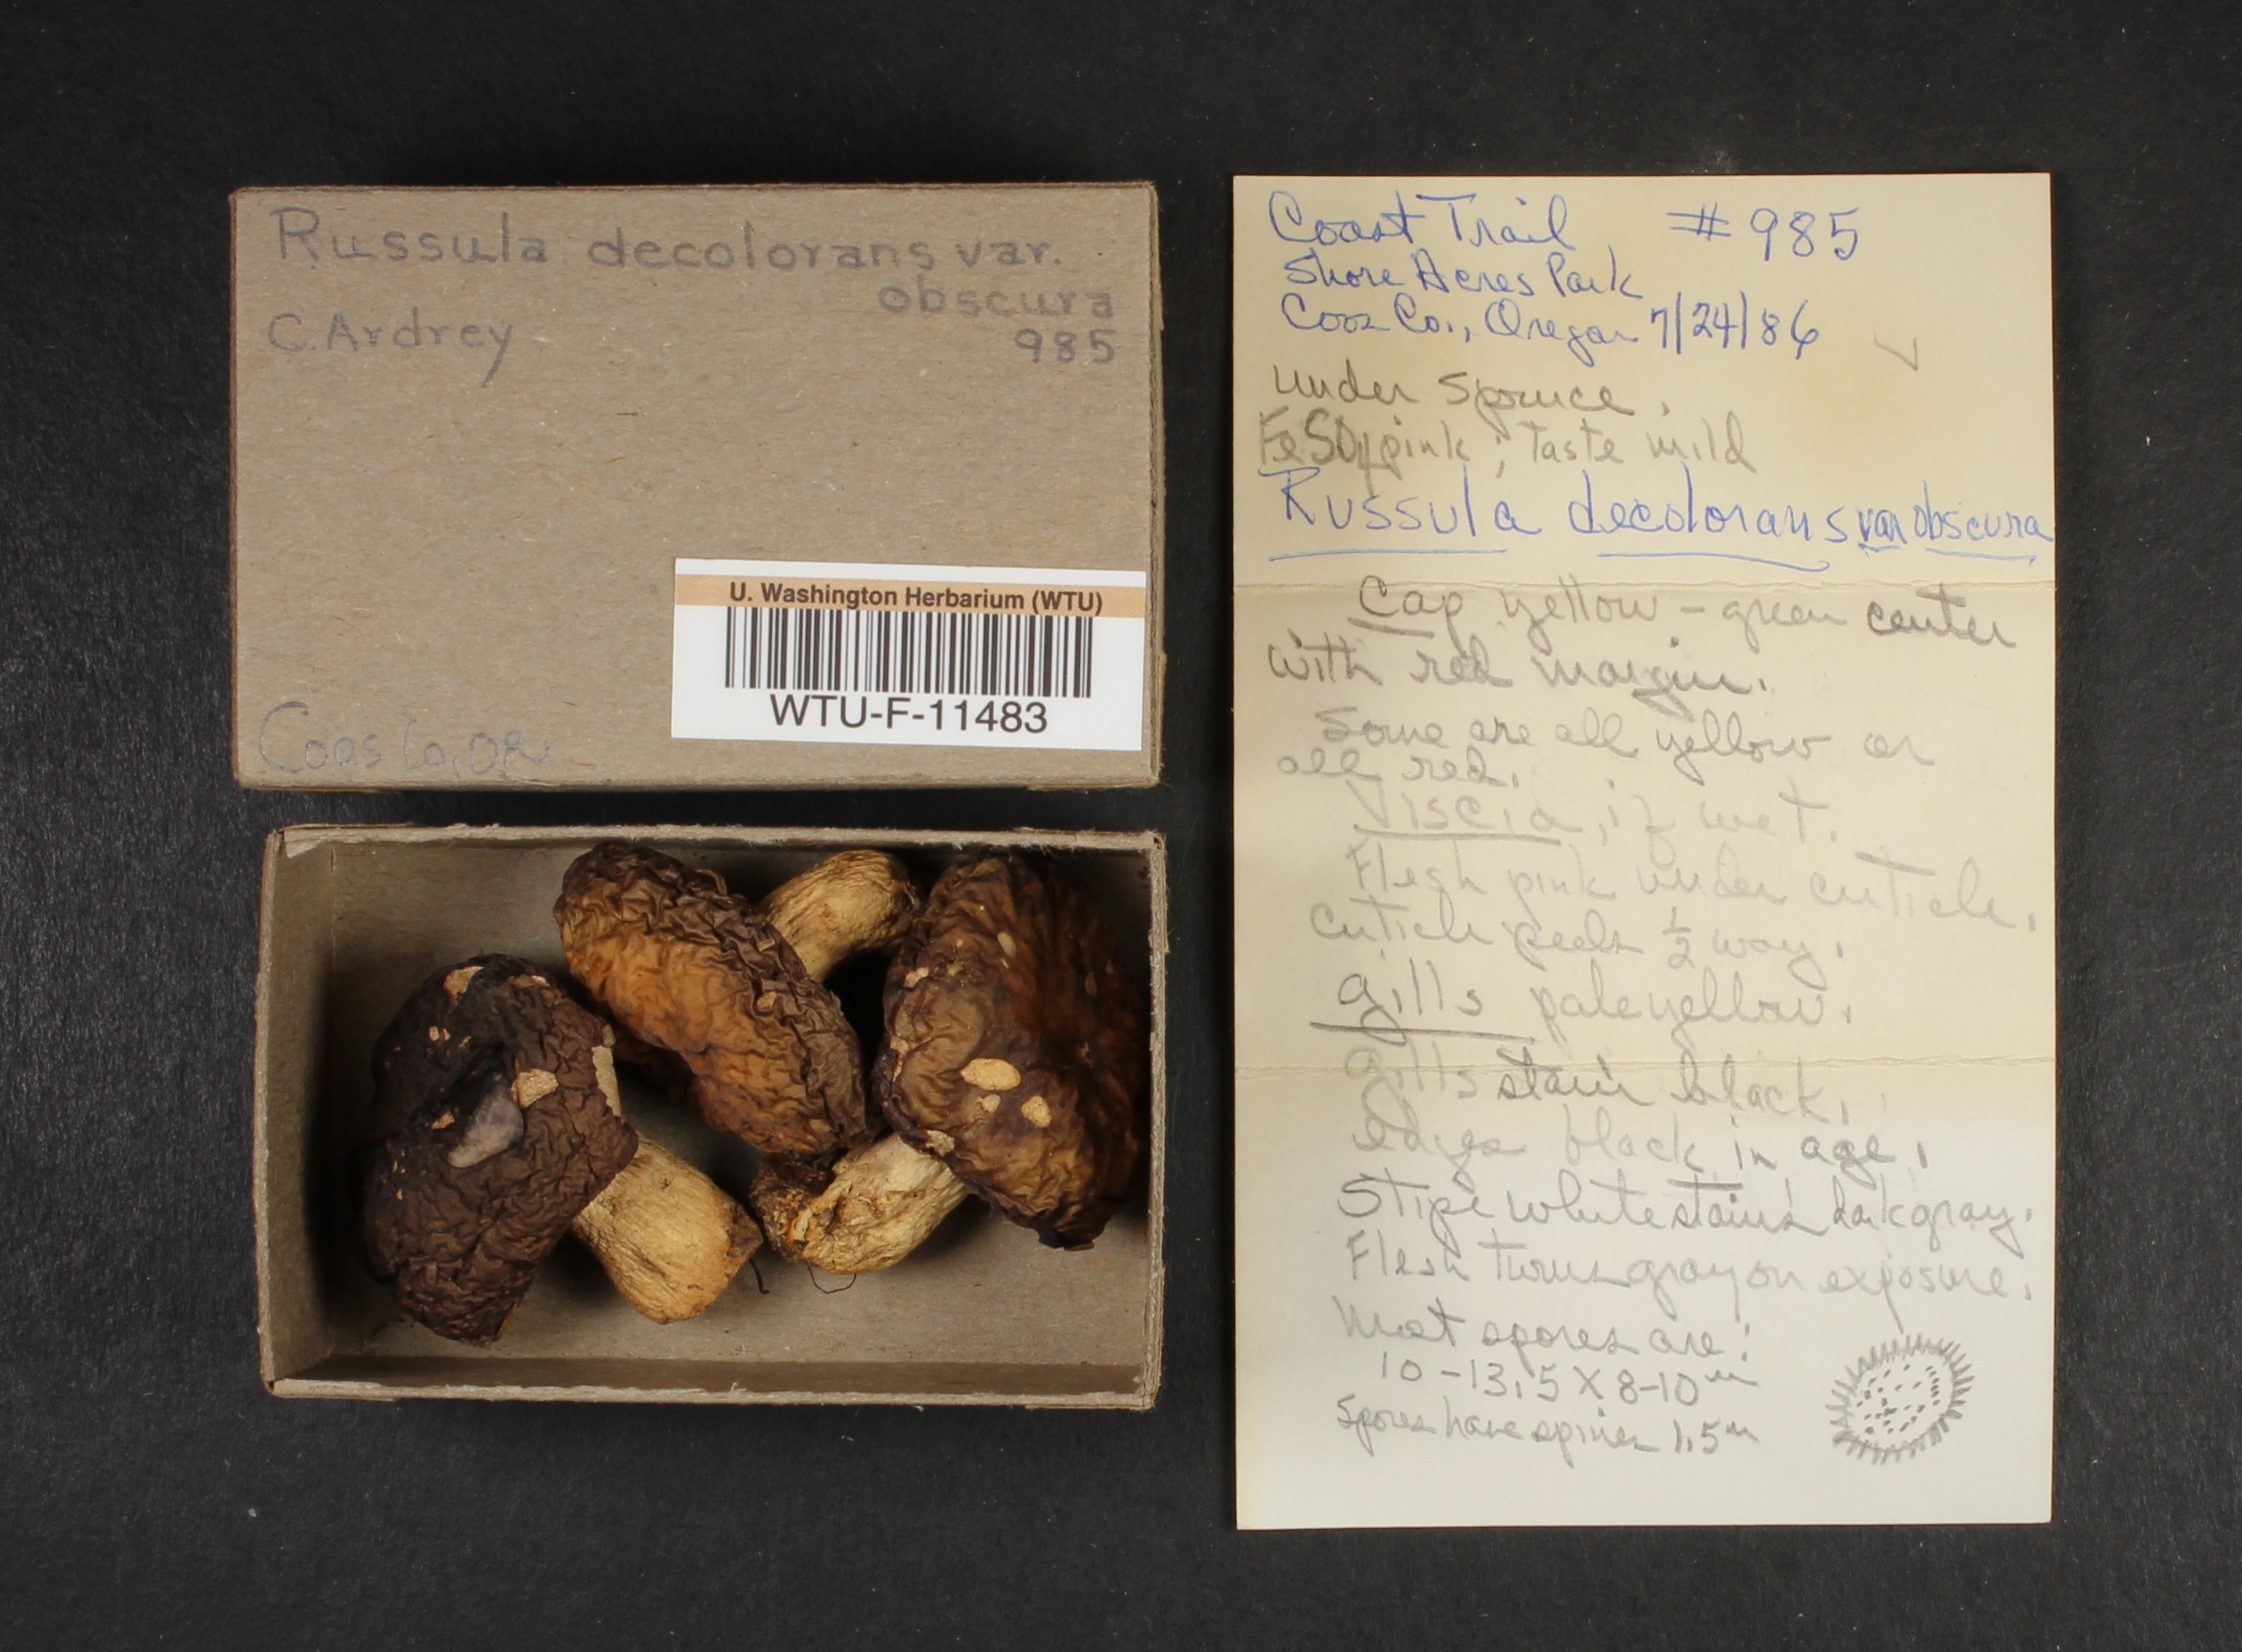 Russula decolorans var.
obscura
C. Ardrey
985
U. Washington Herbarium (WTU)
WTU-F-11483
Coos Co, OR.
Coast Trail # 985
Shore Acres Park
Coos Co., Oregon 7/24/86
under Spruce.
FeSO4 pink; taste mild
Russula decolorans var obscura
Cap yellow-green center
with red margin.
Some are all yellow or
all red.
Viscid, if wet.
Flesh pink under cuticle.
Cuticle peels 1/2 way.
gills pale yellow.
gills stain black.
edges black in age.
Stipe white stains dark gray.
Flesh turns gray on exposure.
Most spores are:
10-13.5 X 8-10 m
Spores have spines 1.5 m